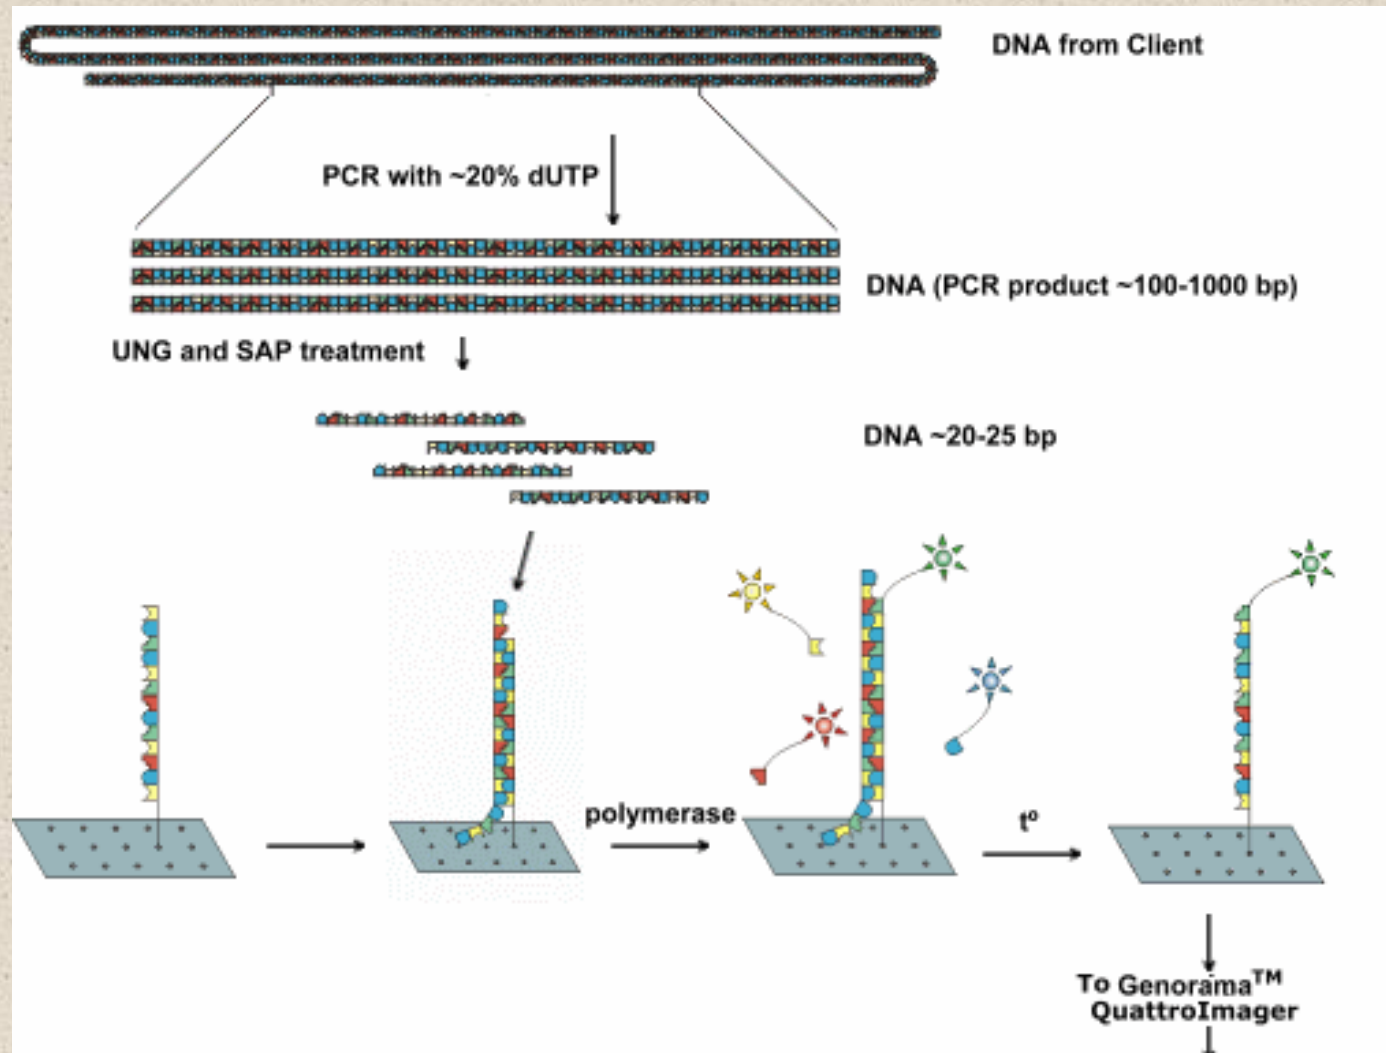 DNA from Client
PCR with ~20% dUTP
DNA (PCR product ~100-1000 bp)
UNG and SAP treatment
DNA ~20-25 bp
polymerase
tº
To Genorama™
QuattroImager